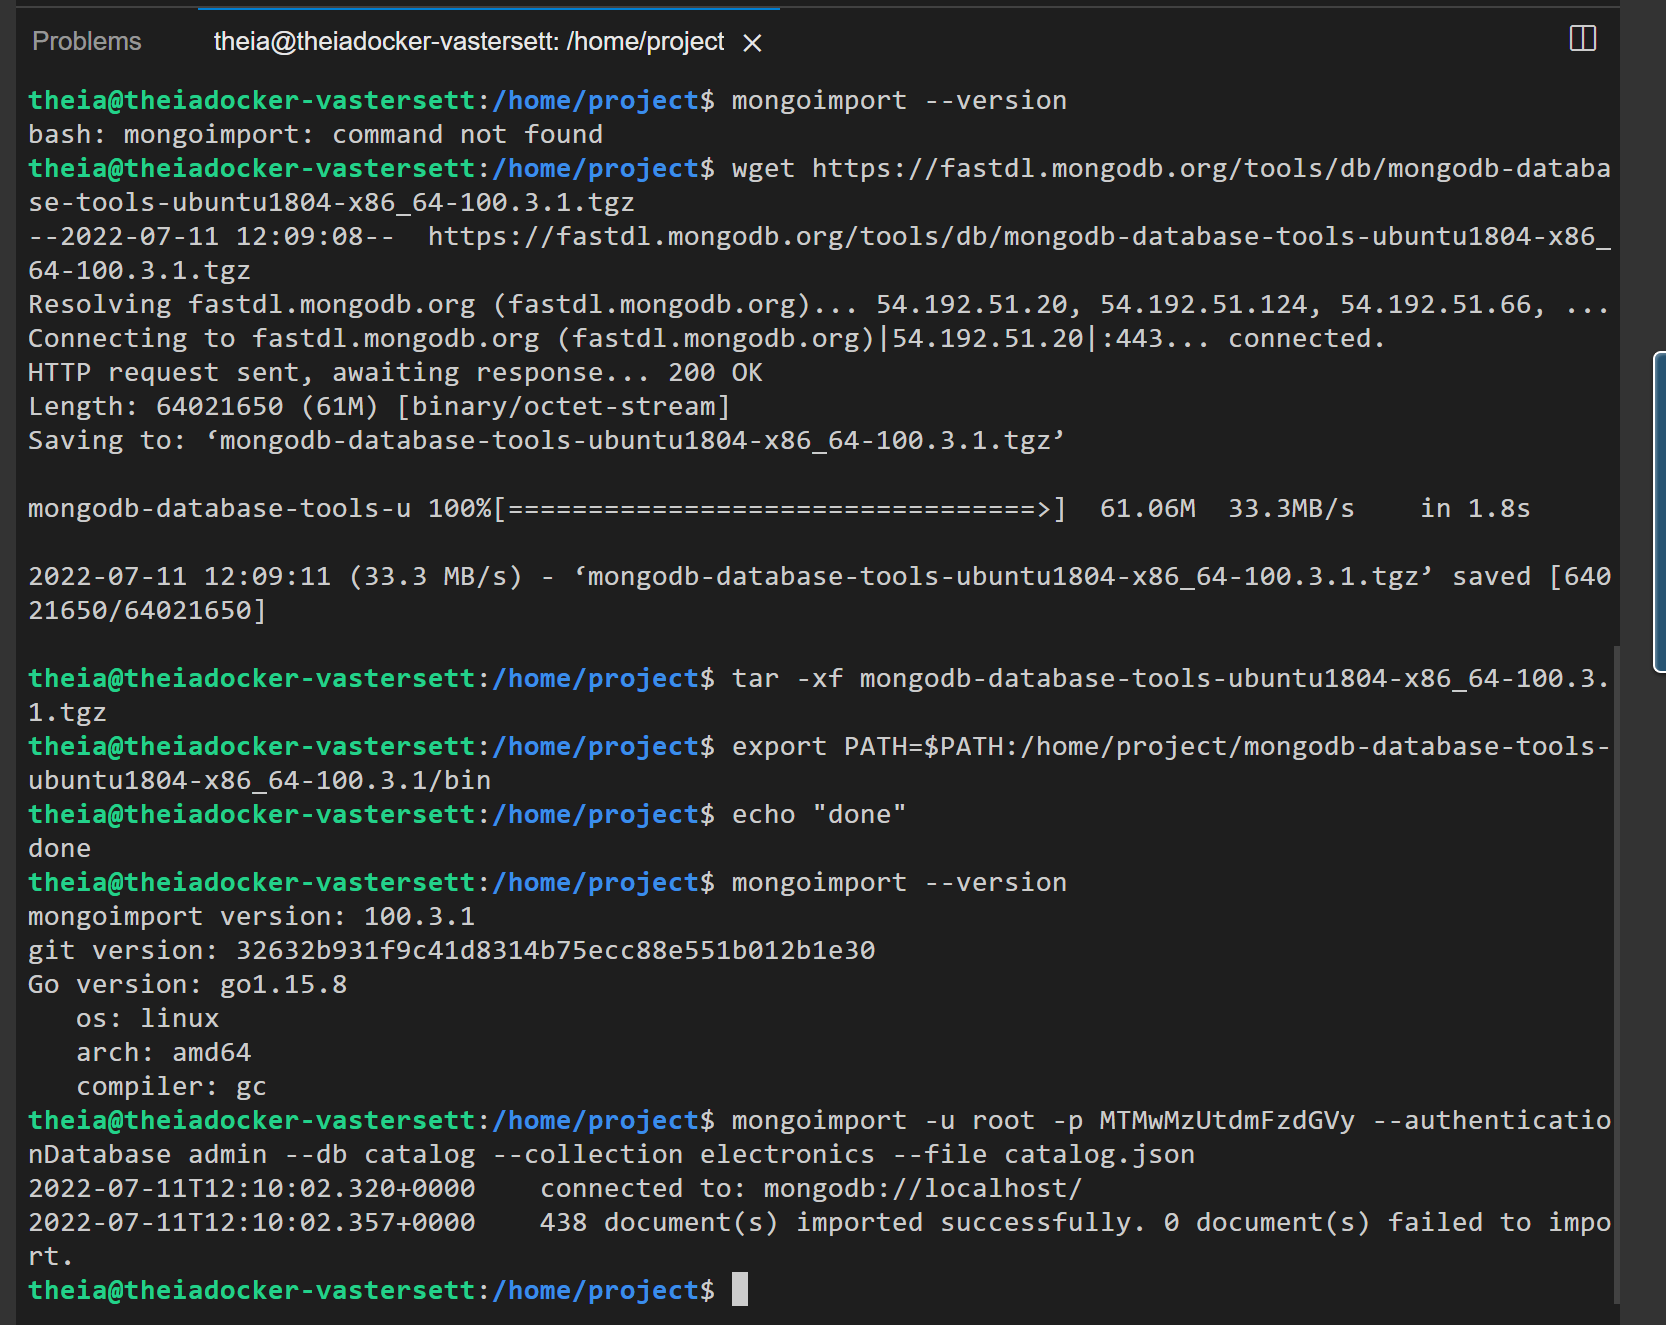 Problems theia@theiadocker-vastersett: /home/project ×
theia@theiadocker-vastersett:/home/project$ mongoimport --version
bash: mongoimport: command not found
theia@theiadocker-vastersett:/home/project$ wget https://fastdl.mongodb.org/tools/db/mongodb-databa
se-tools-ubuntu1804-x86_64-100.3.1.tgz
--2022-07-11 12:09:08--  https://fastdl.mongodb.org/tools/db/mongodb-database-tools-ubuntu1804-x86_
64-100.3.1.tgz
Resolving fastdl.mongodb.org (fastdl.mongodb.org)... 54.192.51.20, 54.192.51.124, 54.192.51.66, ...
Connecting to fastdl.mongodb.org (fastdl.mongodb.org)|54.192.51.20|:443... connected.
HTTP request sent, awaiting response... 200 OK
Length: 64021650 (61M) [binary/octet-stream]
Saving to: ‘mongodb-database-tools-ubuntu1804-x86_64-100.3.1.tgz’
mongodb-database-tools-u 100%[=================================>]  61.06M  33.3MB/s    in 1.8s
2022-07-11 12:09:11 (33.3 MB/s) - ‘mongodb-database-tools-ubuntu1804-x86_64-100.3.1.tgz’ saved [640
21650/64021650]
theia@theiadocker-vastersett:/home/project$ tar -xf mongodb-database-tools-ubuntu1804-x86_64-100.3.
1.tgz
theia@theiadocker-vastersett:/home/project$ export PATH=$PATH:/home/project/mongodb-database-tools-
ubuntu1804-x86_64-100.3.1/bin
theia@theiadocker-vastersett:/home/project$ echo "done"
done
theia@theiadocker-vastersett:/home/project$ mongoimport --version
mongoimport version: 100.3.1
git version: 32632b931f9c41d8314b75ecc88e551b012b1e30
Go version: go1.15.8
   os: linux
   arch: amd64
   compiler: gc
theia@theiadocker-vastersett:/home/project$ mongoimport -u root -p MTMwMzUtdmFzdGVy --authenticatio
nDatabase admin --db catalog --collection electronics --file catalog.json
2022-07-11T12:10:02.320+0000    connected to: mongodb://localhost/
2022-07-11T12:10:02.357+0000    438 document(s) imported successfully. 0 document(s) failed to impo
rt.
theia@theiadocker-vastersett:/home/project$